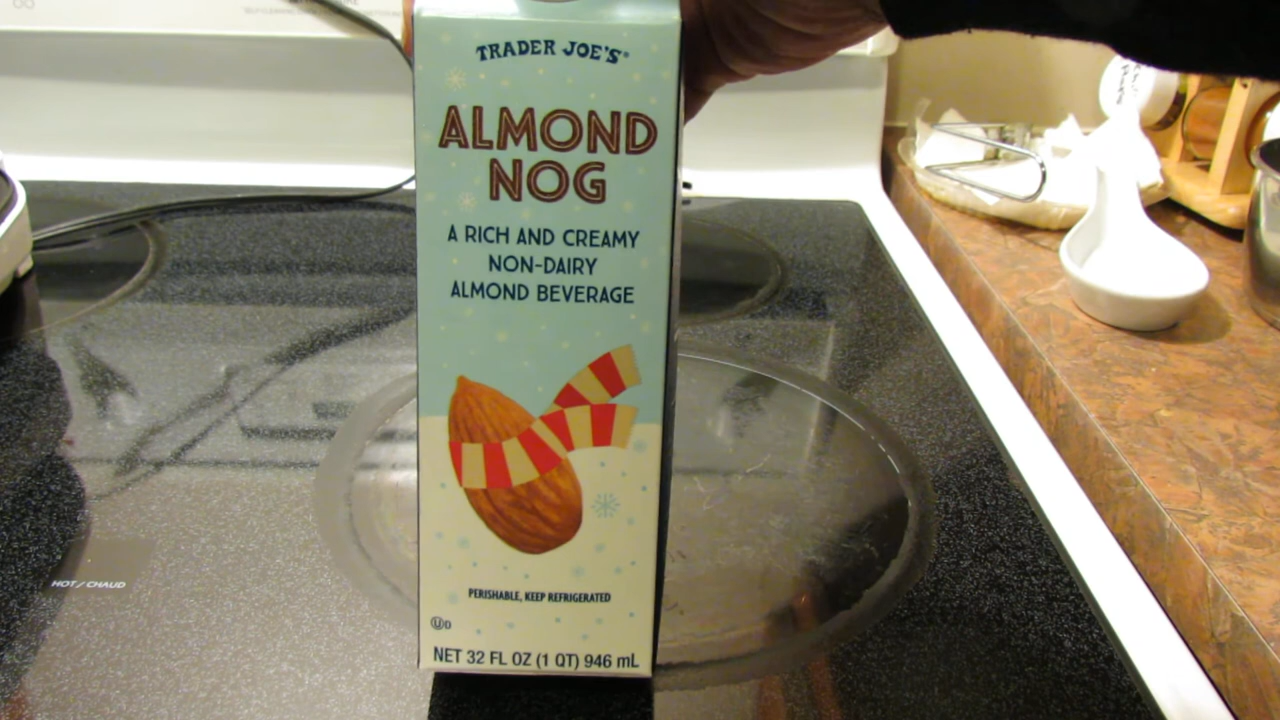 TRADER JOE'S®
ALMOND
NOG
A RICH AND CREAMY
NON-DAIRY
ALMOND BEVERAGE
PERISHABLE, KEEP REFRIGERATED
ⓊD
NET 32 FL OZ (1 QT) 946 mL
HOT / CHAUD